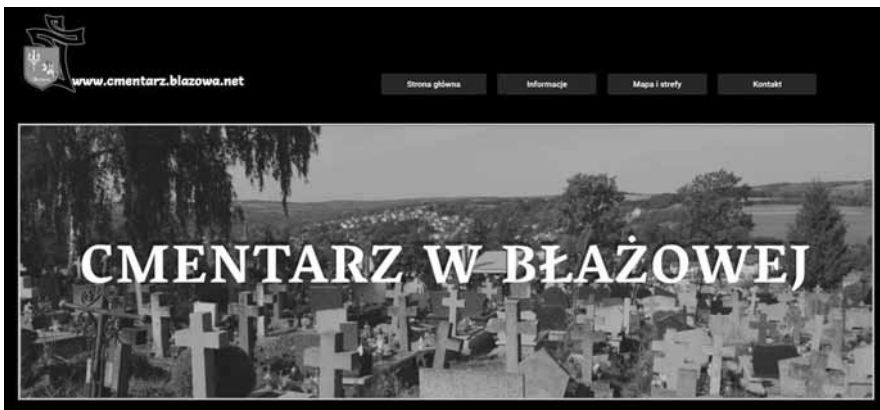 www.cmentarz.blazowa.net
Strona główna
Informacje
Mapa i strefy
Kontakt
CMENTARZ W BŁAŻOWEJ